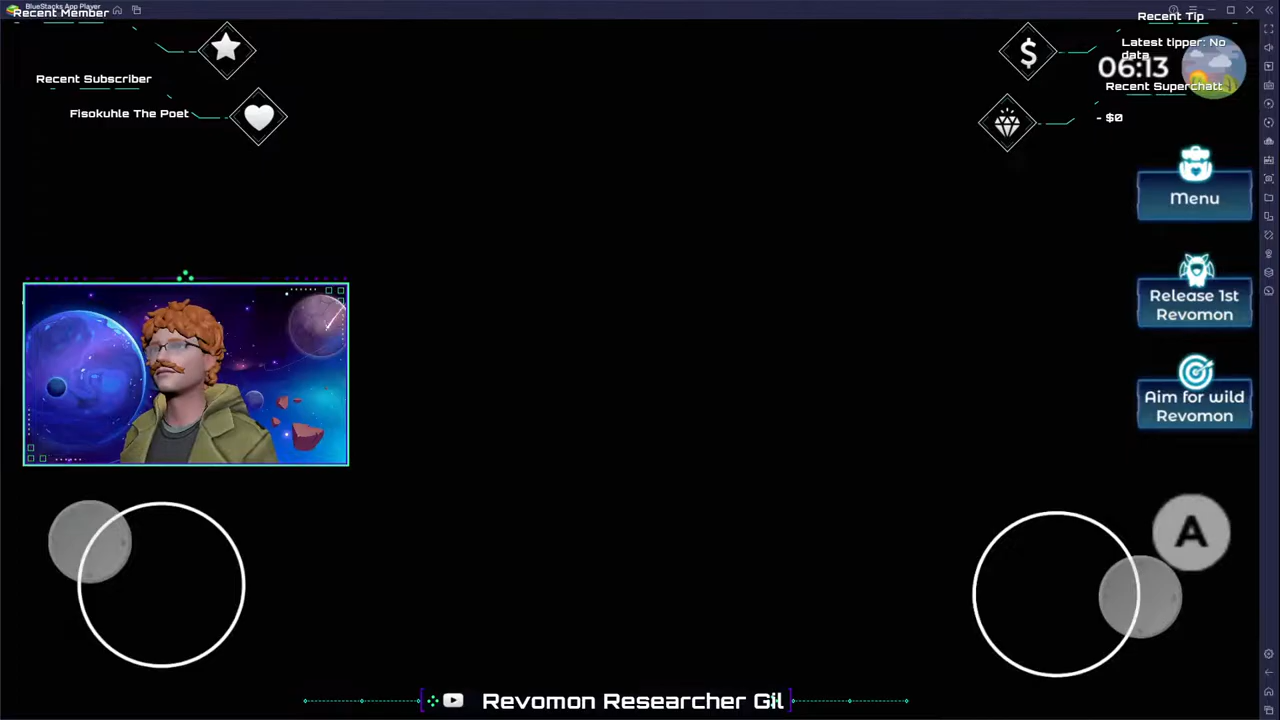 BlueStacks App Player
Recent Member
Recent Subscriber
Fisokuhle The Poet
Recent Tip
Latest tipper: No
data
06:13
Recent Superchatt
- $0
Menu
Release 1st
Revomon
Aim for wild
Revomon
A
Revomon Researcher Gil